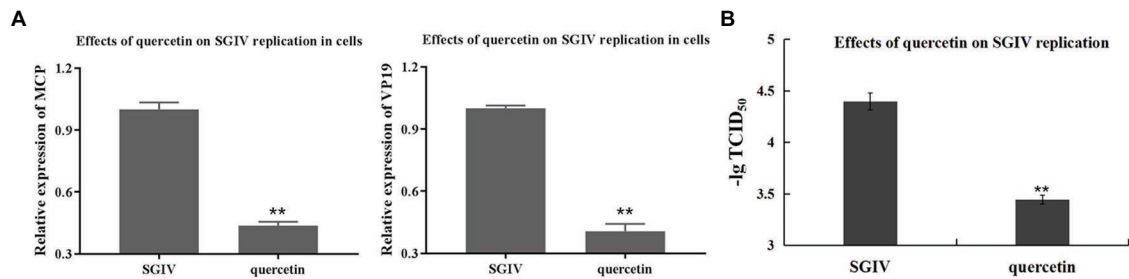 A
Effects of quercetin on SGIV replication in cells
Relative expression of MCP
1.2
0.9
0.6
0.3
**
SGIV
quercetin
Effects of quercetin on SGIV replication in cells
Relative expression of VP19
1.2
0.9
0.6
0.3
**
SGIV
quercetin
B
Effects of quercetin on SGIV replication
-lg TCID50
5
4.5
4
3.5
3
**
SGIV
quercetin